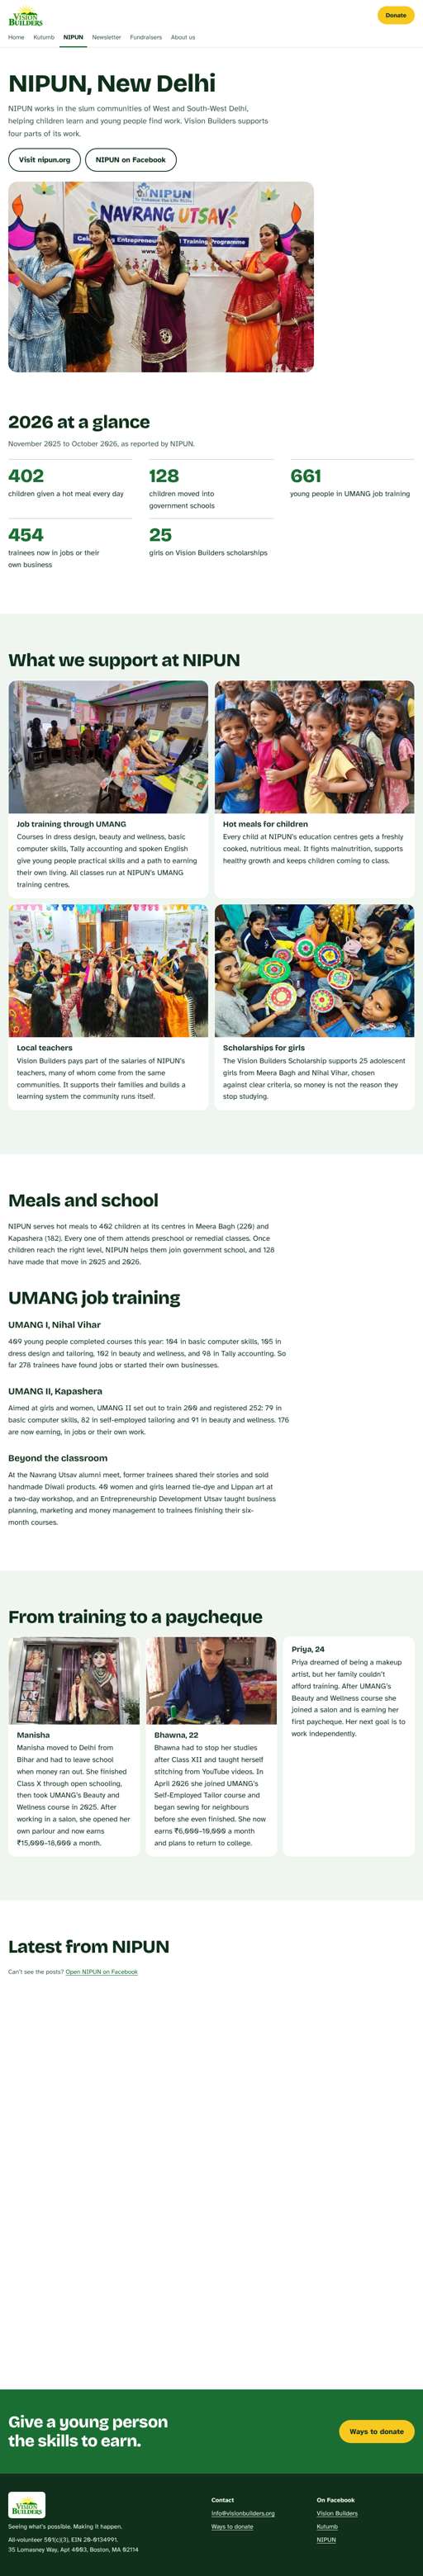 VISION
BUILDERS
Donate
Home Kutumb NIPUN Newsletter Fundraisers About us
NIPUN, New Delhi
NIPUN works in the slum communities of West and South-West Delhi,
helping children learn and young people find work. Vision Builders supports
four parts of its work.
Visit nipun.org NIPUN on Facebook
NIPUN
NAVRANG UTSAV
Entrepreneu Training Programme
2026 at a glance
November 2025 to October 2026, as reported by NIPUN.
402
children given a hot meal every day
128
children moved into
government schools
661
young people in UMANG job training
454
trainees now in jobs or their
own business
25
girls on Vision Builders scholarships
What we support at NIPUN
Job training through UMANG
Courses in dress design, beauty and wellness, basic
computer skills, Tally accounting and spoken English
give young people practical skills and a path to earning
their own living. All classes run at NIPUN's UMANG
training centres.
Hot meals for children
Every child at NIPUN's education centres gets a freshly
cooked, nutritious meal. It fights malnutrition, supports
healthy growth and keeps children coming to class.
Local teachers
Vision Builders pays part of the salaries of NIPUN's
teachers, many of whom come from the same
communities. It supports their families and builds a
learning system the community runs itself.
Scholarships for girls
The Vision Builders Scholarship supports 25 adolescent
girls from Meera Bagh and Nihal Vihar, chosen
against clear criteria, so money is not the reason they
stop studying.
Meals and school
NIPUN serves hot meals to 402 children at its centres in Meera Bagh (220) and
Kapashera (182). Every one of them attends preschool or remedial classes. Once
children reach the right level, NIPUN helps them join government school, and 128
have made that move in 2025 and 2026.
UMANG job training
UMANG I, Nihal Vihar
409 young people completed courses this year: 104 in basic computer skills, 105 in
dress design and tailoring, 102 in beauty and wellness, and 98 in Tally accounting. So
far 278 trainees have found jobs or started their own businesses.
UMANG II, Kapashera
Aimed at girls and women, UMANG II set out to train 200 and registered 252: 79 in
basic computer skills, 82 in self-employed tailoring and 91 in beauty and wellness. 176
are now earning, in jobs or their own work.
Beyond the classroom
At the Navrang Utsav alumni meet, former trainees shared their stories and sold
handmade Diwali products. 40 women and girls learned tie-dye and Lippan art at
a two-day workshop, and an Entrepreneurship Development Utsav taught business
planning, marketing and money management to trainees finishing their six-
month courses.
From training to a paycheque
Manisha
Manisha moved to Delhi from
Bihar and had to leave school
when money ran out. She finished
Class X through open schooling,
then took UMANG's Beauty and
Wellness course in 2025. After
working in a salon, she opened her
own parlour and now earns
₹15,000–18,000 a month.
Bhawna, 22
Bhawna had to stop her studies
after Class XII and taught herself
stitching from YouTube videos. In
April 2026 she joined UMANG's
Self-Employed Tailor course and
began sewing for neighbours
before she even finished. She now
earns ₹6,000–10,000 a month
and plans to return to college.
Priya, 24
Priya dreamed of being a makeup
artist, but her family couldn't
afford training. After UMANG's
Beauty and Wellness course she
joined a salon and is earning her
first paycheque. Her next goal is to
work independently.
Latest from NIPUN
Can't see the posts? Open NIPUN on Facebook
Give a young person
the skills to earn.
Ways to donate
VISION
BUILDERS
Seeing what's possible. Making it happen.
All-volunteer 501(c)(3), EIN 20-0134991.
35 Lomasney Way, Apt 4003, Boston, MA 02114
Contact
info@visionbuilders.org
Ways to donate
On Facebook
Vision Builders
Kutumb
NIPUN